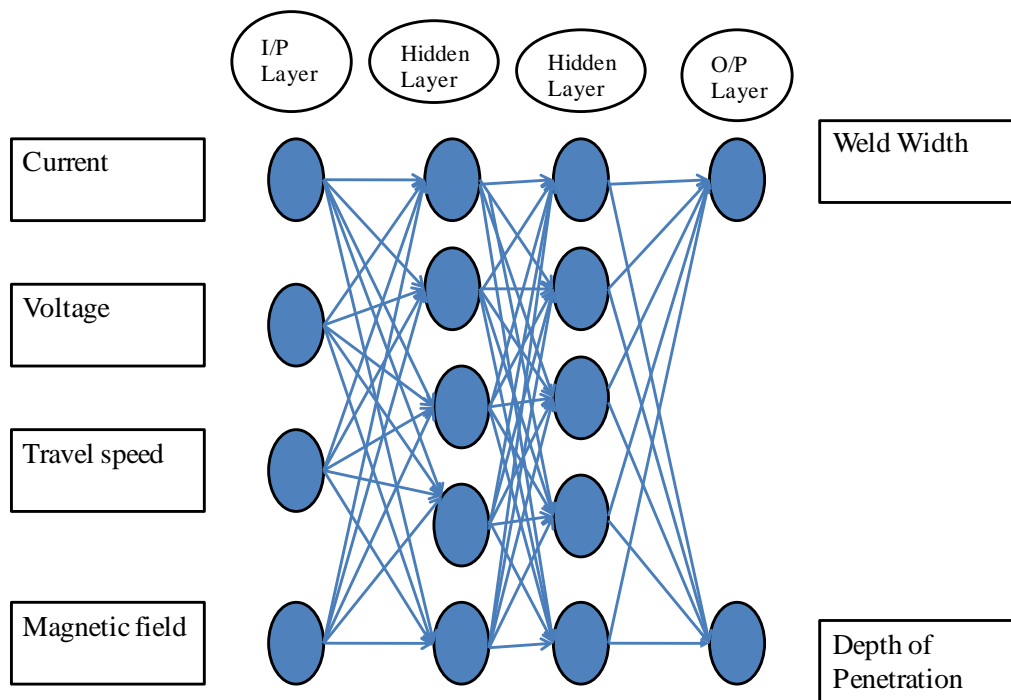 I/P
Layer
Hidden
Layer
Hidden
Layer
O/P
Layer
Current
Weld Width
Voltage
Travel speed
Magnetic field
Depth of
Penetration